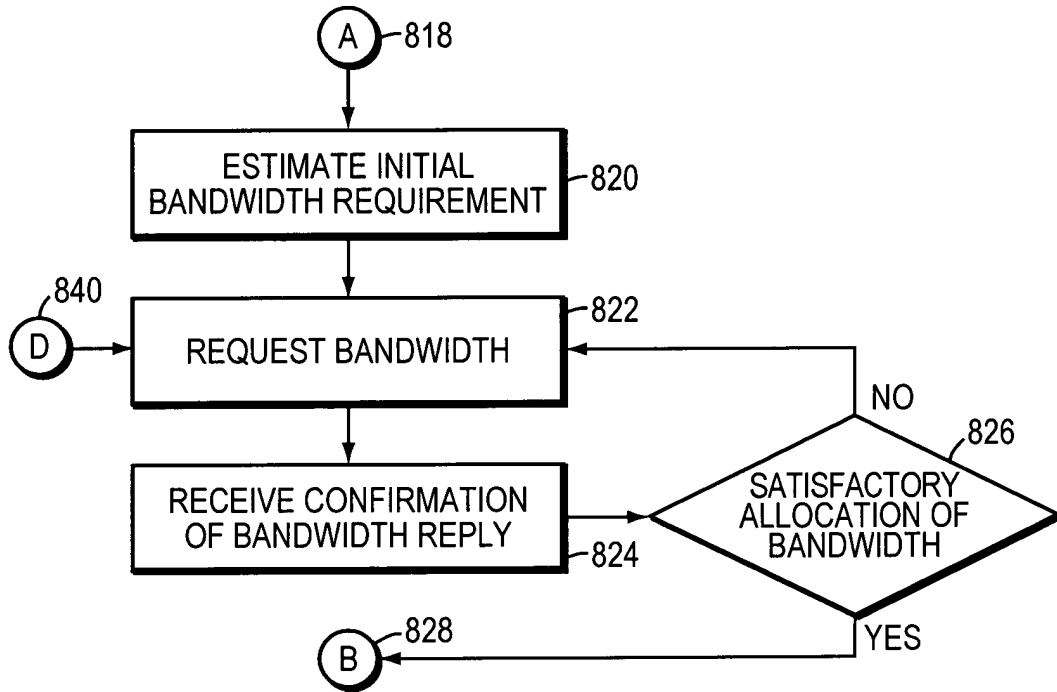 A
818
ESTIMATE INITIAL
BANDWIDTH REQUIREMENT
820
840
D
REQUEST BANDWIDTH
822
NO
RECEIVE CONFIRMATION
OF BANDWIDTH REPLY
824
826
SATISFACTORY
ALLOCATION OF
BANDWIDTH
YES
B
828